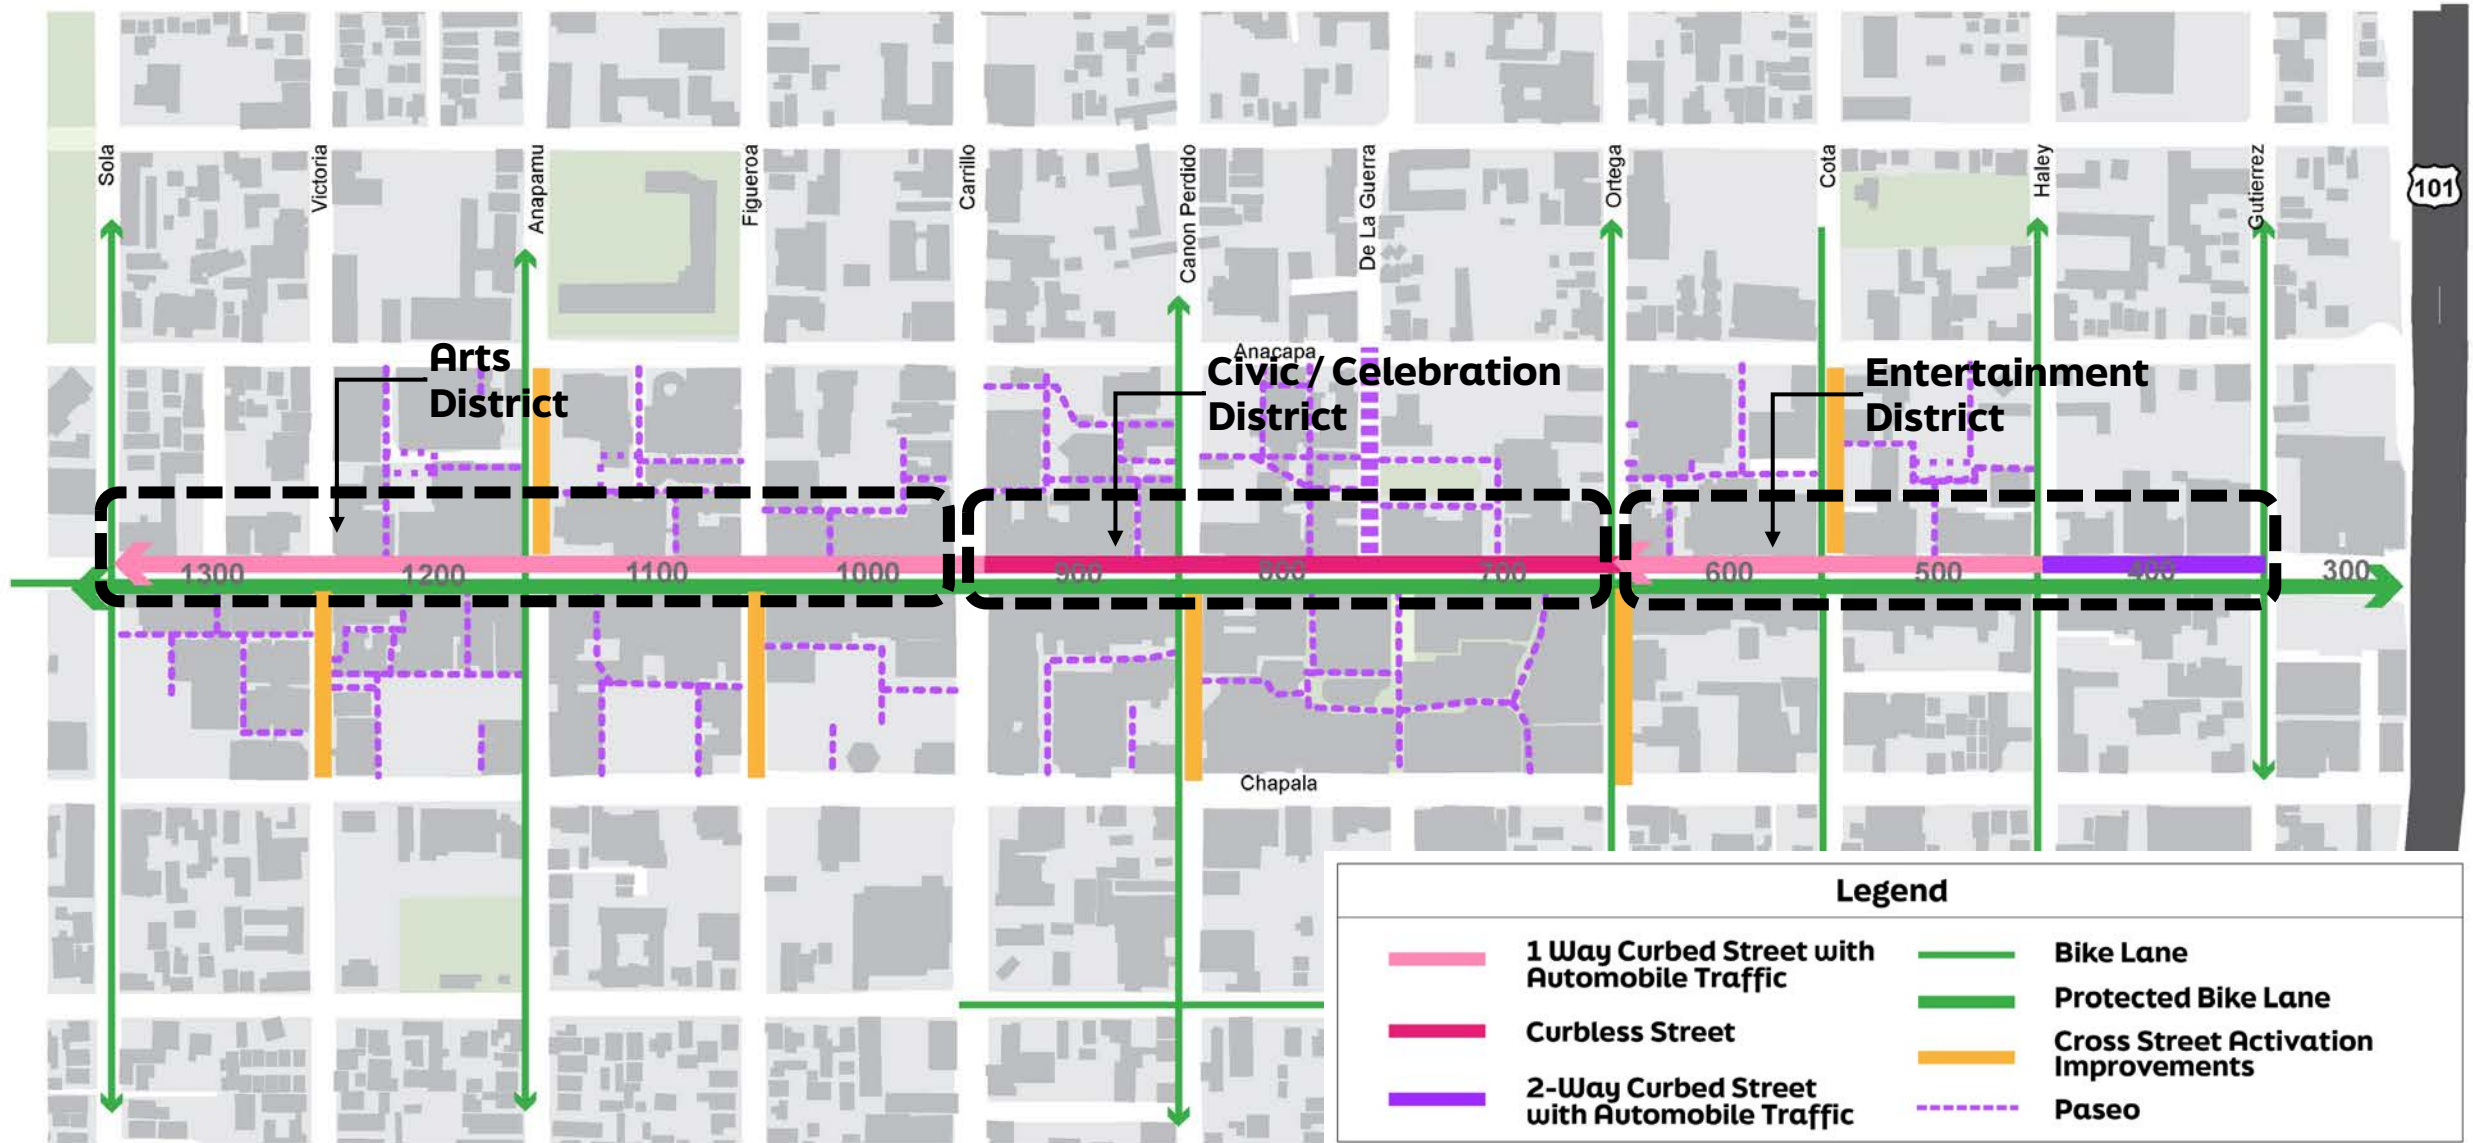 Sola
Victoria
Anapamu
Figueroa
Carrillo
Canon Perdido
De La Guerra
Ortega
Cota
Haley
Gutierrez
101
Anacapa
Arts
District
Civic / Celebration
District
Entertainment
District
1300
1200
1100
1000
900
800
700
600
500
400
300
Chapala
Legend
1 Way Curbed Street with
Automobile Traffic
Curbless Street
2-Way Curbed Street
with Automobile Traffic
Bike Lane
Protected Bike Lane
Cross Street Activation
Improvements
Paseo